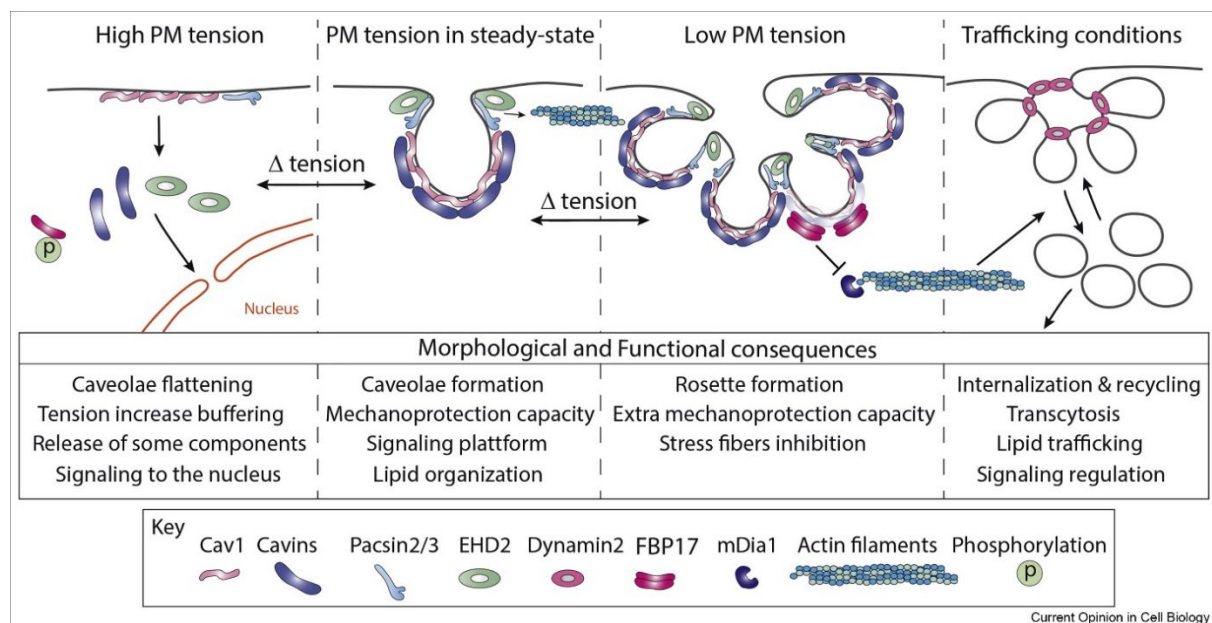 High PM tension
PM tension in steady-state
Low PM tension
Trafficking conditions
Δ tension
Δ tension
p
Nucleus
Morphological and Functional consequences
Caveolae flattening
Tension increase buffering
Release of some components
Signaling to the nucleus
Caveolae formation
Mechanoprotection capacity
Signaling plattform
Lipid organization
Rosette formation
Extra mechanoprotection capacity
Stress fibers inhibition
Internalization & recycling
Transcytosis
Lipid trafficking
Signaling regulation
Key
Cav1 Cavins Pacsin2/3 EHD2 Dynamin2 FBP17 mDia1 Actin filaments Phosphorylation
p
Current Opinion in Cell Biology